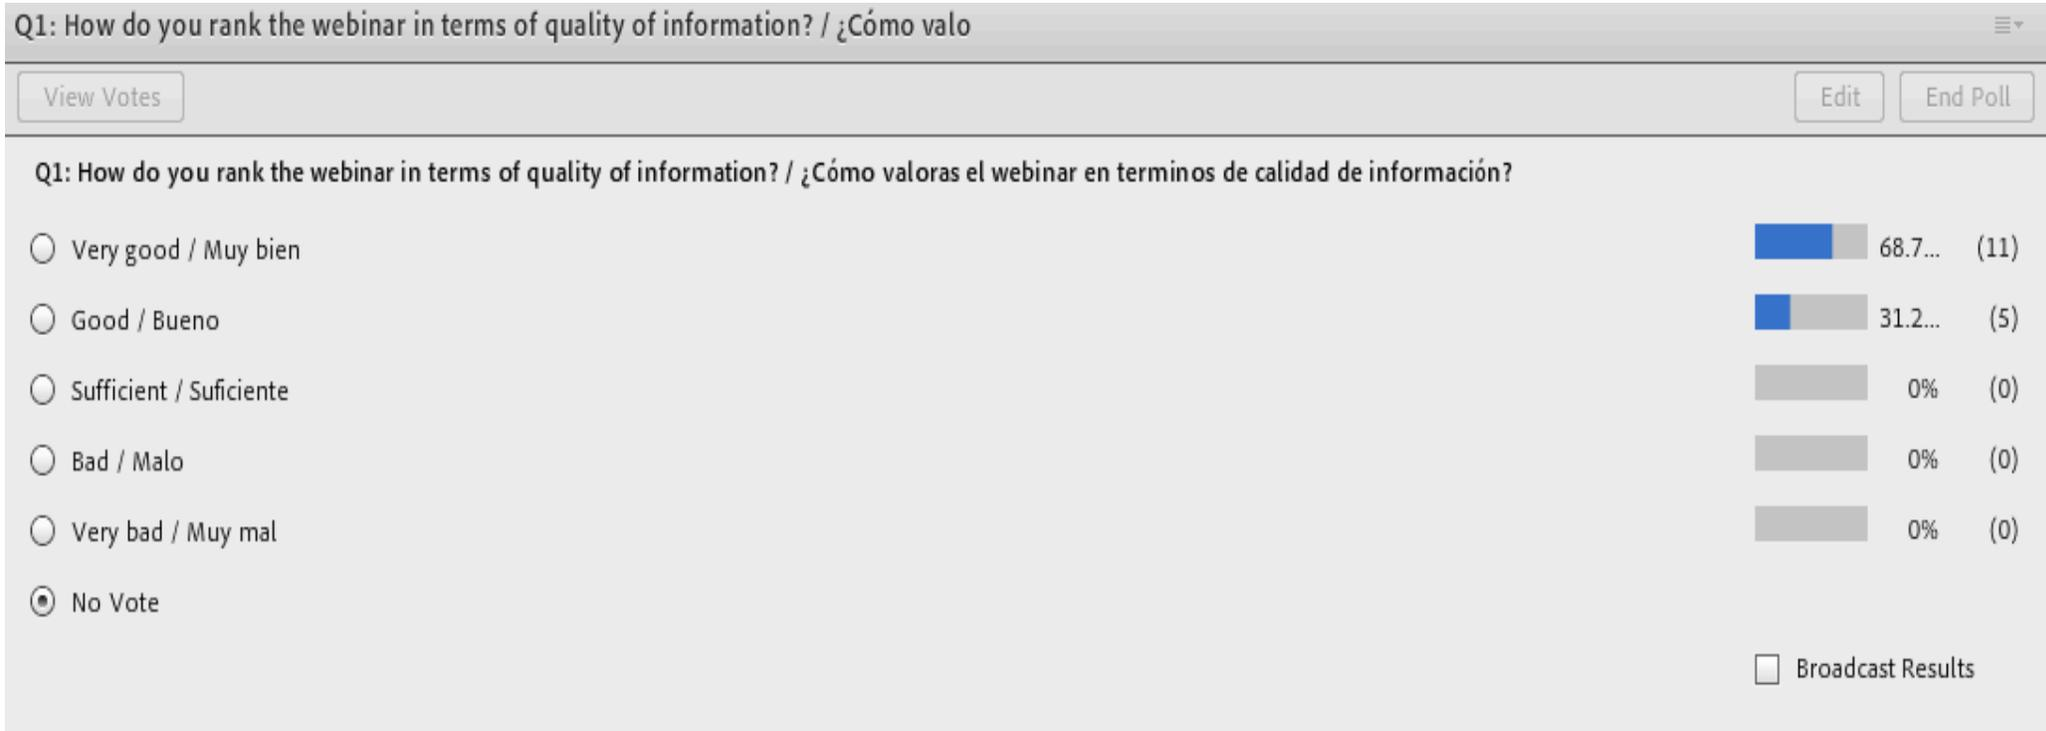 Q1: How do you rank the webinar in terms of quality of information? / ¿Cómo valo
View Votes Edit End Poll
Q1: How do you rank the webinar in terms of quality of information? / ¿Cómo valoras el webinar en terminos de calidad de información?
Very good / Muy bien 68.7... (11)
Good / Bueno 31.2... (5)
Sufficient / Suficiente 0% (0)
Bad / Malo 0% (0)
Very bad / Muy mal 0% (0)
No Vote
Broadcast Results